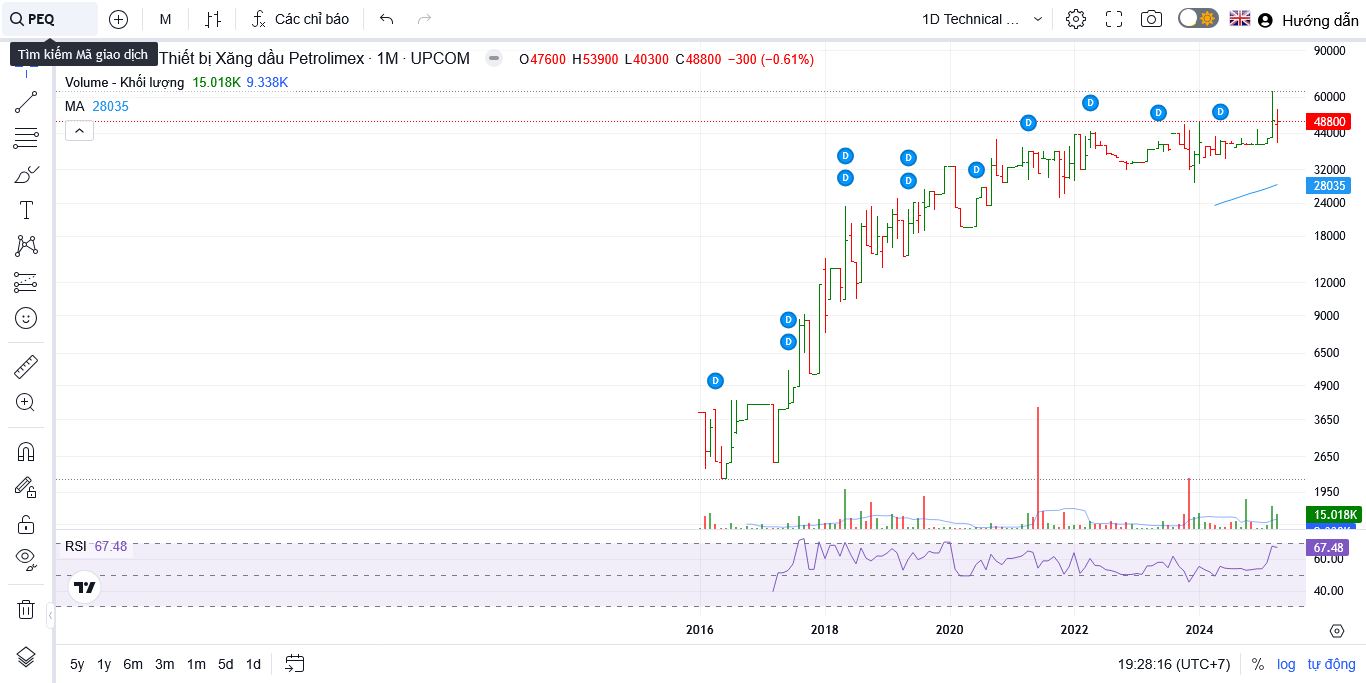 PEQ
M
Các chỉ báo
1D Technical ...
Hướng dẫn
Tìm kiếm Mã giao dịch
Thiết bị Xăng dầu Petrolimex · 1M · UPCOM
O47600 H53900 L40300 C48800 −300 (−0.61%)
Volume - Khối lượng 15.018K 9.338K
MA 28035
90000
60000
48800
44000
32000
28035
24000
18000
12000
9000
6500
4900
3650
2650
1950
15.018K
D
D
D
D
D
D
D
D
D
D
D
D
D
RSI 67.48
67.48
60.00
40.00
2016 2018 2020 2022 2024
5y 1y 6m 3m 1m 5d 1d
19:28:16 (UTC+7) % log tự động